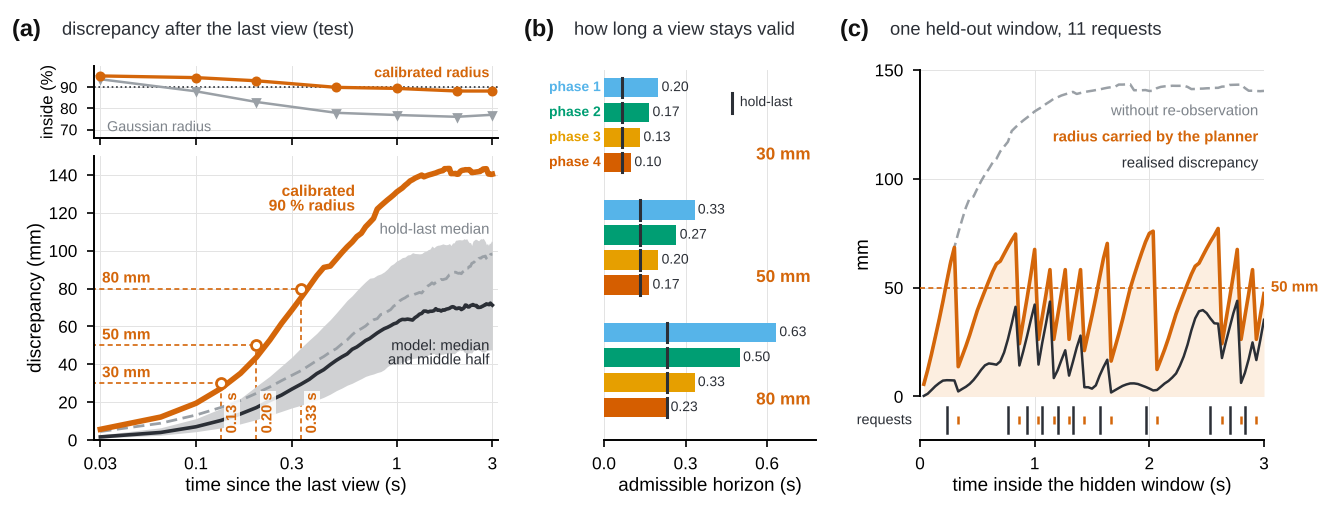 (a) discrepancy after the last view (test)
inside (%)
90
80
70
calibrated radius
Gaussian radius
discrepancy (mm)
140
120
100
80
60
40
20
0
calibrated
90 % radius
hold-last median
80 mm
50 mm
30 mm
model: median
and middle half
0.13 s
0.20 s
0.33 s
0.03 0.1 0.3 1 3
time since the last view (s)
(b) how long a view stays valid
phase 1 0.20
phase 2 0.17
phase 3 0.13
phase 4 0.10
hold-last
30 mm
0.33
0.27
0.20
0.17
50 mm
0.63
0.50
0.33
0.23
80 mm
0.0 0.3 0.6
admissible horizon (s)
(c) one held-out window, 11 requests
150
100
50
0
mm
without re-observation
radius carried by the planner
realised discrepancy
50 mm
requests
0 1 2 3
time inside the hidden window (s)